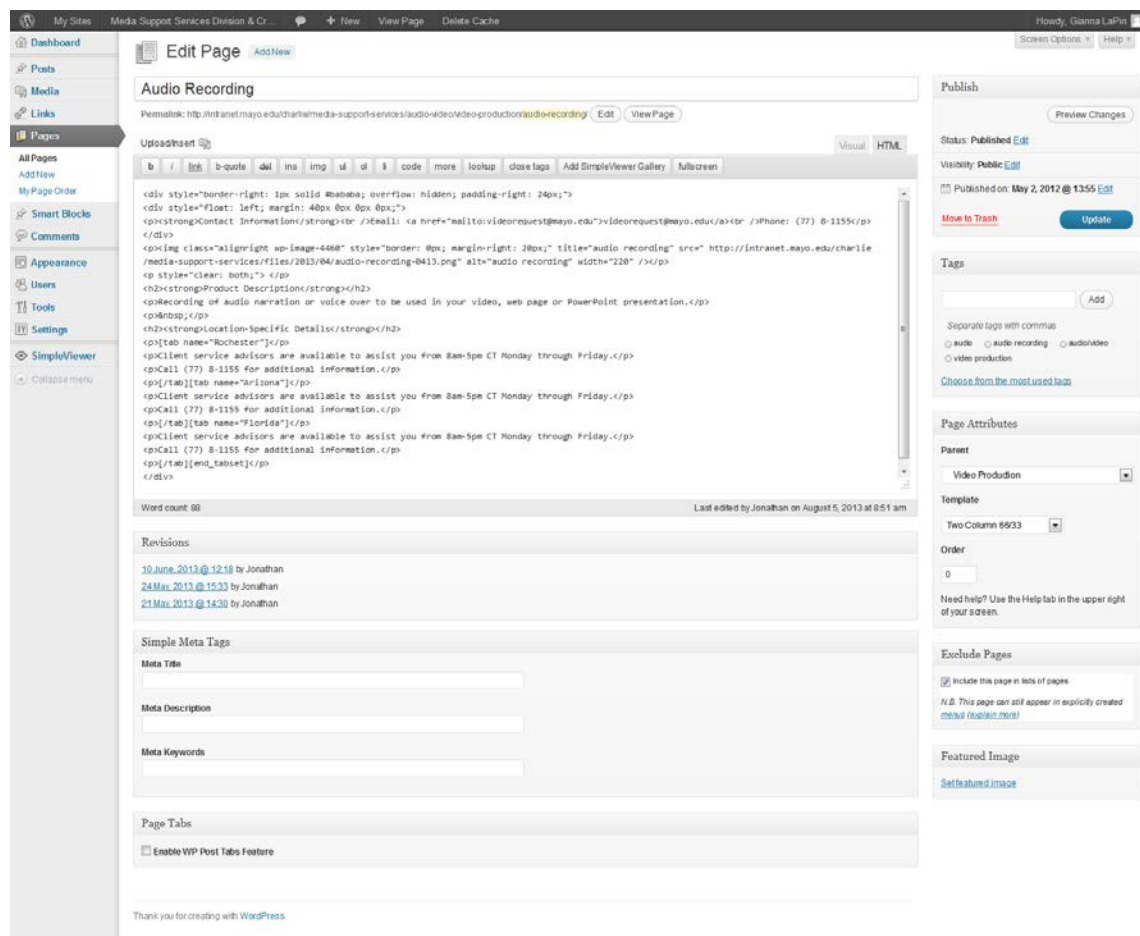 My Sites Media Support Services Division & Cr... + New View Page Delete Cache Howdy, Gianna LaPin
Screen Options Help
Dashboard
Posts
Media
Links
Pages
All Pages
Add New
My Page Order
Smart Blocks
Comments
Appearance
Users
Tools
Settings
SimpleViewer
Collapse menu
Edit Page Add New
Audio Recording
Permalink: http://intranet.mayo.edu/charlie/media-support-services/audio-video/video-production/audio-recording/ Edit View Page
Upload/Insert Visual HTML
b i link b-quote del ins img ul ol li code more lookup close tags Add SimpleViewer Gallery fullscreen
<div style="border-right: 1px solid #bababa; overflow: hidden; padding-right: 24px;">
<div style="float: left; margin: 40px 0px 0px 0px;">
<p><strong>Contact Information</strong><br />Email: <a href="mailto:videorequest@mayo.edu">videorequest@mayo.edu</a><br />Phone: (77) 8-1155</p>
</div>
<p><img class="alignright wp-image-4460" style="border: 0px; margin-right: 20px;" title="audio recording" src=" http://intranet.mayo.edu/charlie
/media-support-services/files/2013/04/audio-recording-0413.png" alt="audio recording" width="220" /></p>
<p style="clear: both;"> </p>
<h2><strong>Product Description</strong></h2>
<p>Recording of audio narration or voice over to be used in your video, web page or PowerPoint presentation.</p>
<p>&nbsp;</p>
<h2><strong>Location-Specific Details</strong></h2>
<p>[tab name="Rochester"]</p>
<p>Client service advisors are available to assist you from 8am-5pm CT Monday through Friday.</p>
<p>Call (77) 8-1155 for additional information.</p>
<p>[/tab][tab name="Arizona"]</p>
<p>Client service advisors are available to assist you from 8am-5pm CT Monday through Friday.</p>
<p>Call (77) 8-1155 for additional information.</p>
<p>[/tab][tab name="Florida"]</p>
<p>Client service advisors are available to assist you from 8am-5pm CT Monday through Friday.</p>
<p>Call (77) 8-1155 for additional information.</p>
<p>[/tab][end_tabset]</p>
</div>
Word count: 88 Last edited by Jonathan on August 5, 2013 at 8:51 am
Revisions
10 June, 2013 @ 12:18 by Jonathan
24 May, 2013 @ 15:33 by Jonathan
21 May, 2013 @ 14:30 by Jonathan
Simple Meta Tags
Meta Title
Meta Description
Meta Keywords
Page Tabs
Enable WP Post Tabs Feature
Thank you for creating with WordPress.
Publish
Preview Changes
Status: Published Edit
Visibility: Public Edit
Published on: May 2, 2012 @ 13:55 Edit
Move to Trash Update
Tags
Add
Separate tags with commas
audio audio recording audio/video
video production
Choose from the most used tags
Page Attributes
Parent
Video Production
Template
Two Column 66/33
Order
0
Need help? Use the Help tab in the upper right
of your screen.
Exclude Pages
Include this page in lists of pages
N.B. This page can still appear in explicitly created
menus (explain more)
Featured Image
Set featured image